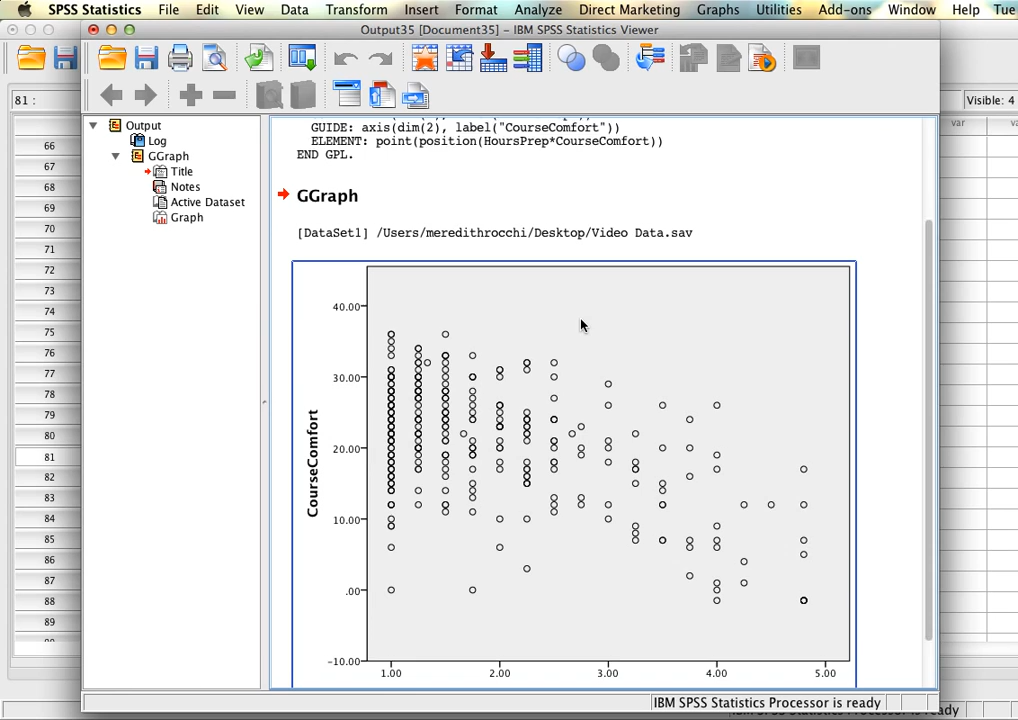 SPSS Statistics File Edit View Data Transform Insert Format Analyze Direct Marketing Graphs Utilities Add-ons Window Help Tue
Output35 [Document35] – IBM SPSS Statistics Viewer
81 :
Visible: 4
var
66
67
68
69
70
71
72
73
74
75
76
77
78
79
80
81
82
83
84
85
86
87
88
89
Output
Log
GGraph
Title
Notes
Active Dataset
Graph
GUIDE: axis(dim(2), label("CourseComfort"))
ELEMENT: point(position(HoursPrep*CourseComfort))
END GPL.
GGraph
[DataSet1] /Users/meredithrocchi/Desktop/Video Data.sav
CourseComfort
40.00
30.00
20.00
10.00
.00
-10.00
1.00 2.00 3.00 4.00 5.00
IBM SPSS Statistics Processor is ready